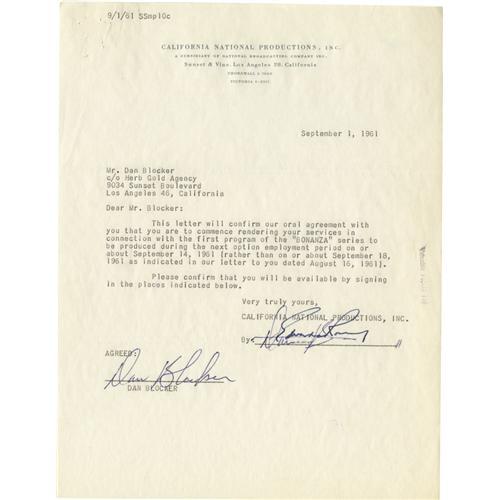 9/1/61 SSmp10c
CALIFORNIA NATIONAL PRODUCTIONS, INC.
A SUBSIDIARY OF NATIONAL BROADCASTING COMPANY INC.
Sunset & Vine, Los Angeles 28, California
September 1, 1961
Mr. Dan Blocker
c/o Herb Gold Agency
9034 Sunset Boulevard
Los Angeles 46, California
Dear Mr. Blocker:
This letter will confirm our oral agreement with
you that you are to commence rendering your services in
connection with the first program of the "BONANZA" series to
be produced during the next option employment period on or
about September 14, 1961 (rather than on or about September 18,
1961 as indicated in our letter to you dated August 16, 1961).
Please confirm that you will be available by signing
in the places indicated below.
Very truly yours,
CALIFORNIA NATIONAL PRODUCTIONS, INC.
By
AGREED:
Dan Blocker
DAN BLOCKER